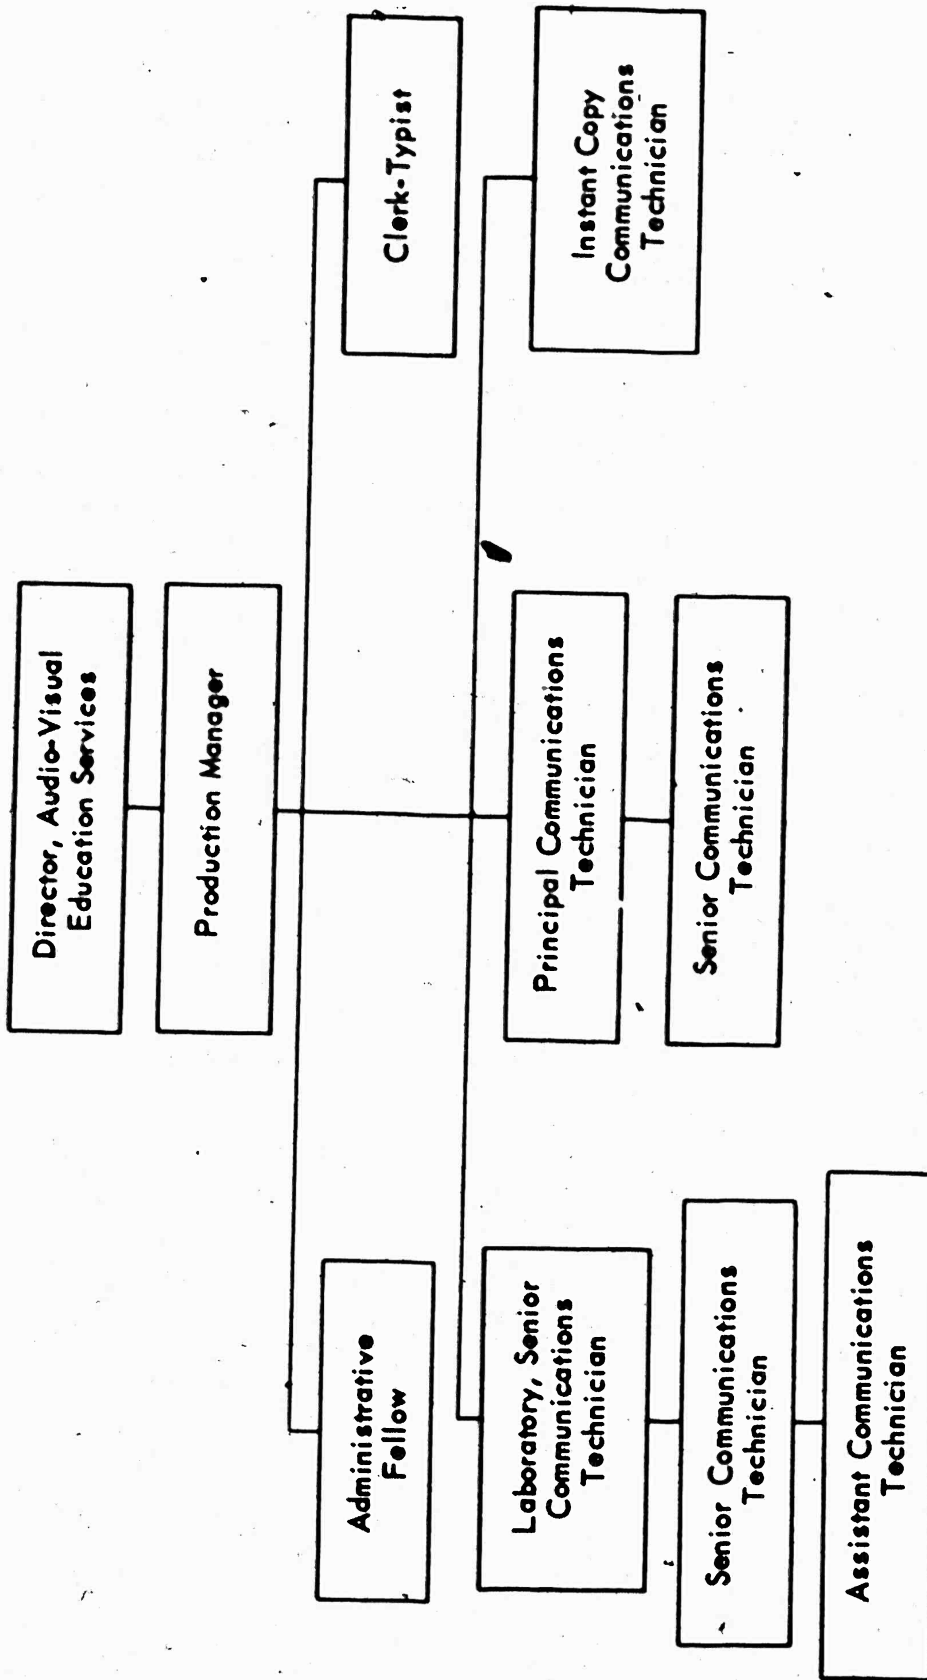 Director, Audio-Visual
Education Services
Production Manager
Administrative
Fellow
Clerk-Typist
Laboratory, Senior
Communications
Technician
Principal Communications
Technician
Instant Copy
Communications
Technician
Senior Communications
Technician
Senior Communications
Technician
Assistant Communications
Technician